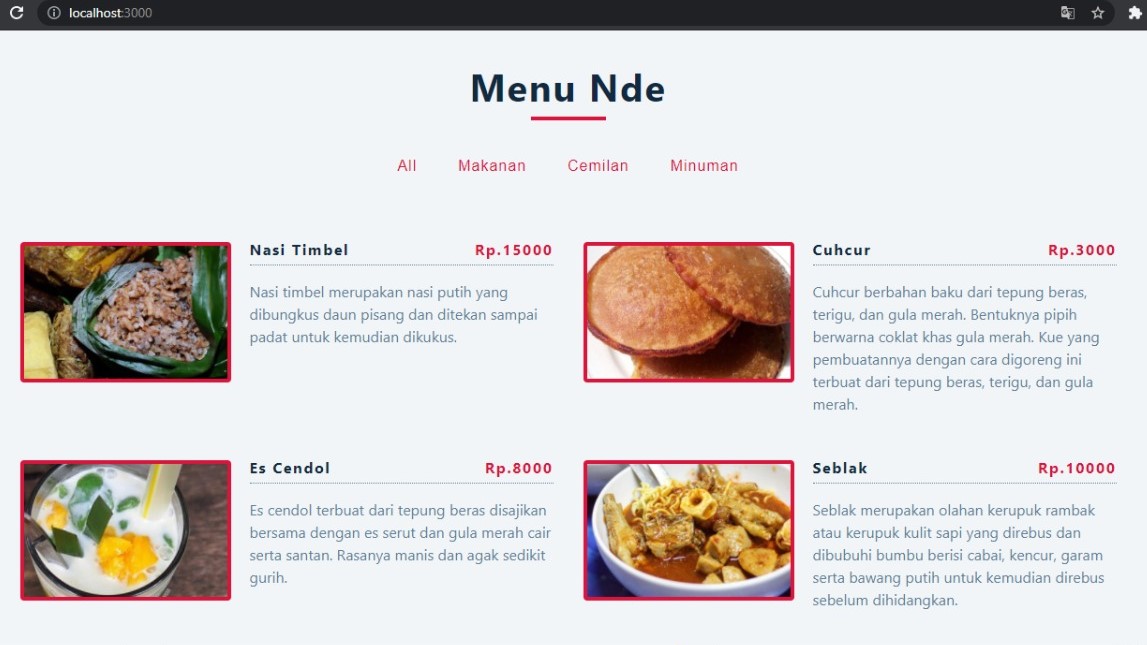 localhost:3000
Menu Nde
All Makanan Cemilan Minuman
Nasi Timbel Rp.15000
Nasi timbel merupakan nasi putih yang
dibungkus daun pisang dan ditekan sampai
padat untuk kemudian dikukus.
Cuhcur Rp.3000
Cuhcur berbahan baku dari tepung beras,
terigu, dan gula merah. Bentuknya pipih
berwarna coklat khas gula merah. Kue yang
pembuatannya dengan cara digoreng ini
terbuat dari tepung beras, terigu, dan gula
merah.
Es Cendol Rp.8000
Es cendol terbuat dari tepung beras disajikan
bersama dengan es serut dan gula merah cair
serta santan. Rasanya manis dan agak sedikit
gurih.
Seblak Rp.10000
Seblak merupakan olahan kerupuk rambak
atau kerupuk kulit sapi yang direbus dan
dibubuhi bumbu berisi cabai, kencur, garam
serta bawang putih untuk kemudian direbus
sebelum dihidangkan.